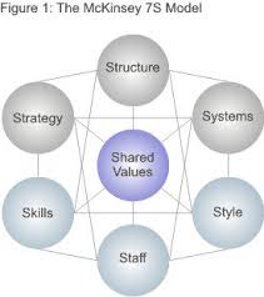 Figure 1: The McKinsey 7S Model
Structure
Strategy
Systems
Shared
Values
Skills
Style
Staff